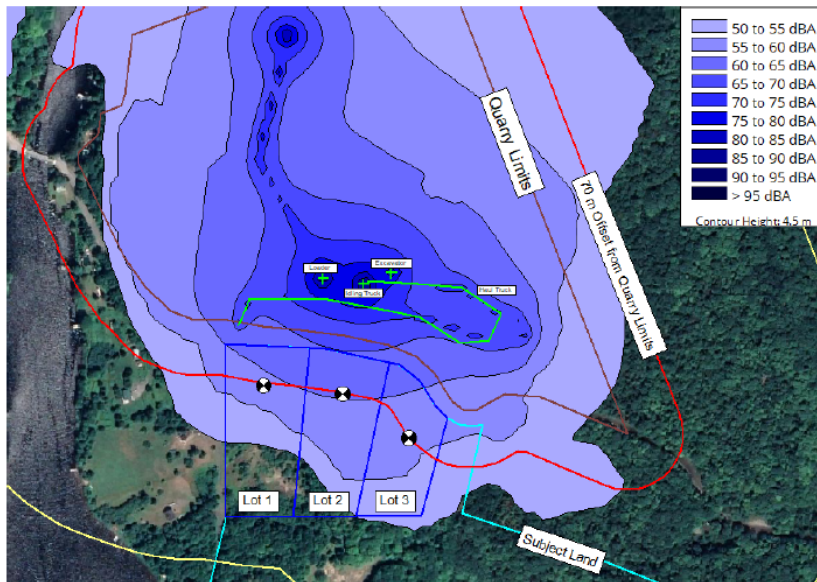 50 to 55 dBA
55 to 60 dBA
60 to 65 dBA
65 to 70 dBA
70 to 75 dBA
75 to 80 dBA
80 to 85 dBA
85 to 90 dBA
90 to 95 dBA
> 95 dBA
Contour Height: 4.5 m
Quarry Limits
70 m Offset from Quarry Limits
Loader
Excavator
Idling Truck
Haul Truck
Lot 1
Lot 2
Lot 3
Subject Land